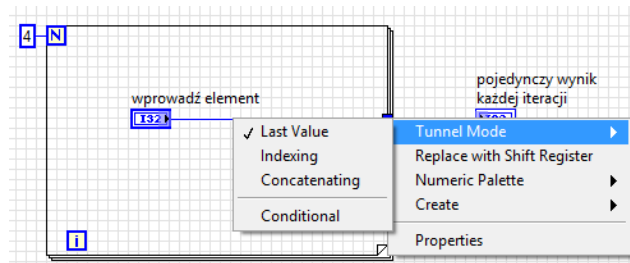 4 N
wprowadź element
I32
pojedynczy wynik
każdej iteracji
Last Value
Indexing
Concatenating
Conditional
Tunnel Mode
Replace with Shift Register
Numeric Palette
Create
Properties
i